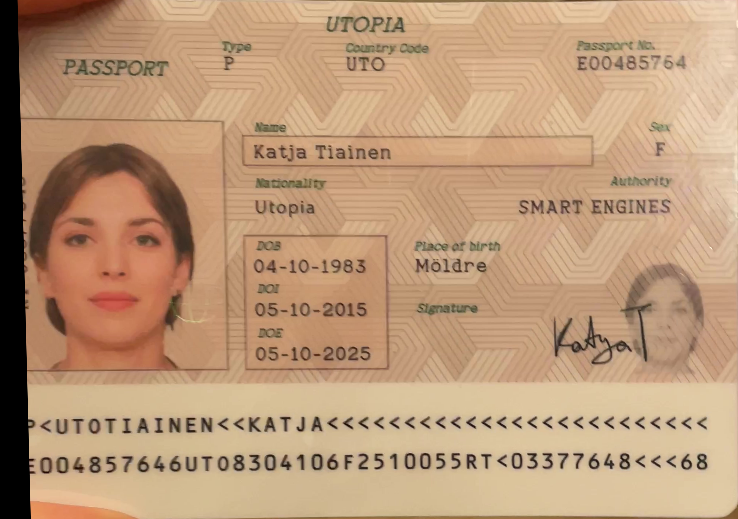 UTOPIA
PASSPORT
Type
P
Country Code
UTO
Passport No.
E00485764
Name
Katja Tiainen
Sex
F
Nationality
Utopia
Authority
SMART ENGINES
DOB
04-10-1983
Place of birth
Möldre
DOI
05-10-2015
Signature
KatyaT
DOE
05-10-2025
P<UTOTIAINEN<<KATJA<<<<<<<<<<<<<<<<<<<<<<<<<
E004857646UTO8304106F2510055RT<03377648<<<68